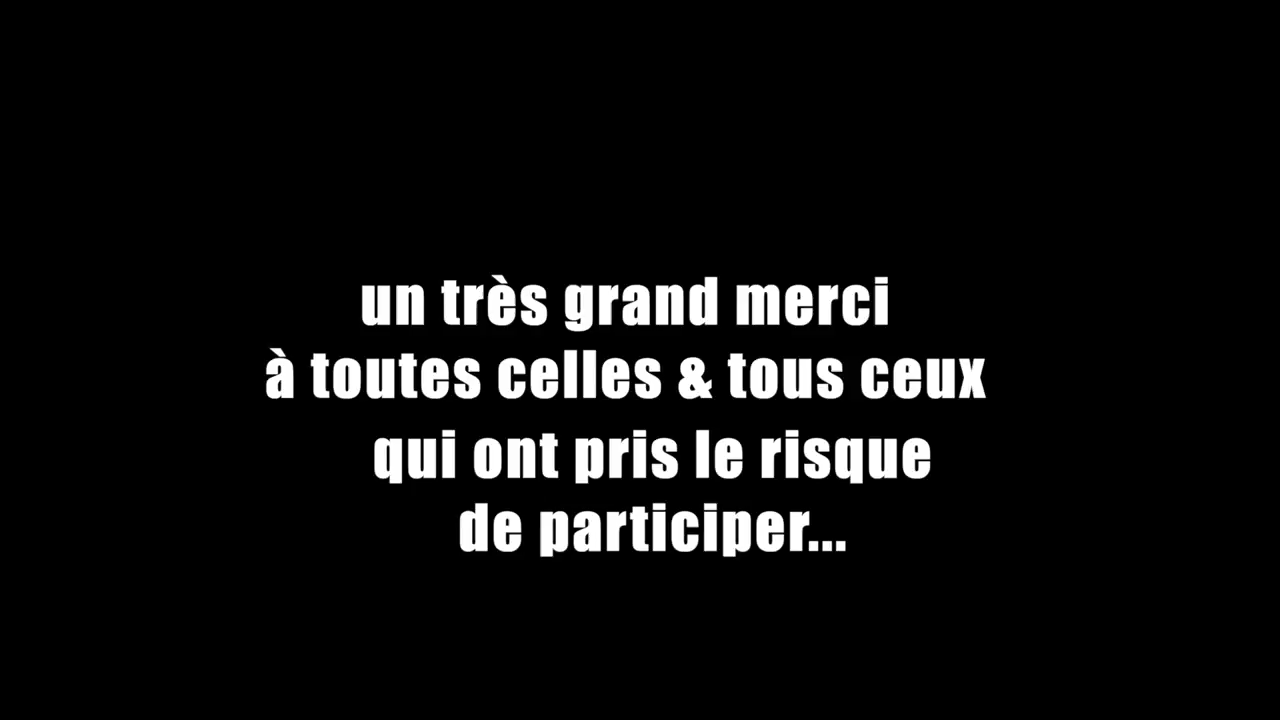 un très grand merci
à toutes celles & tous ceux
qui ont pris le risque
de participer...